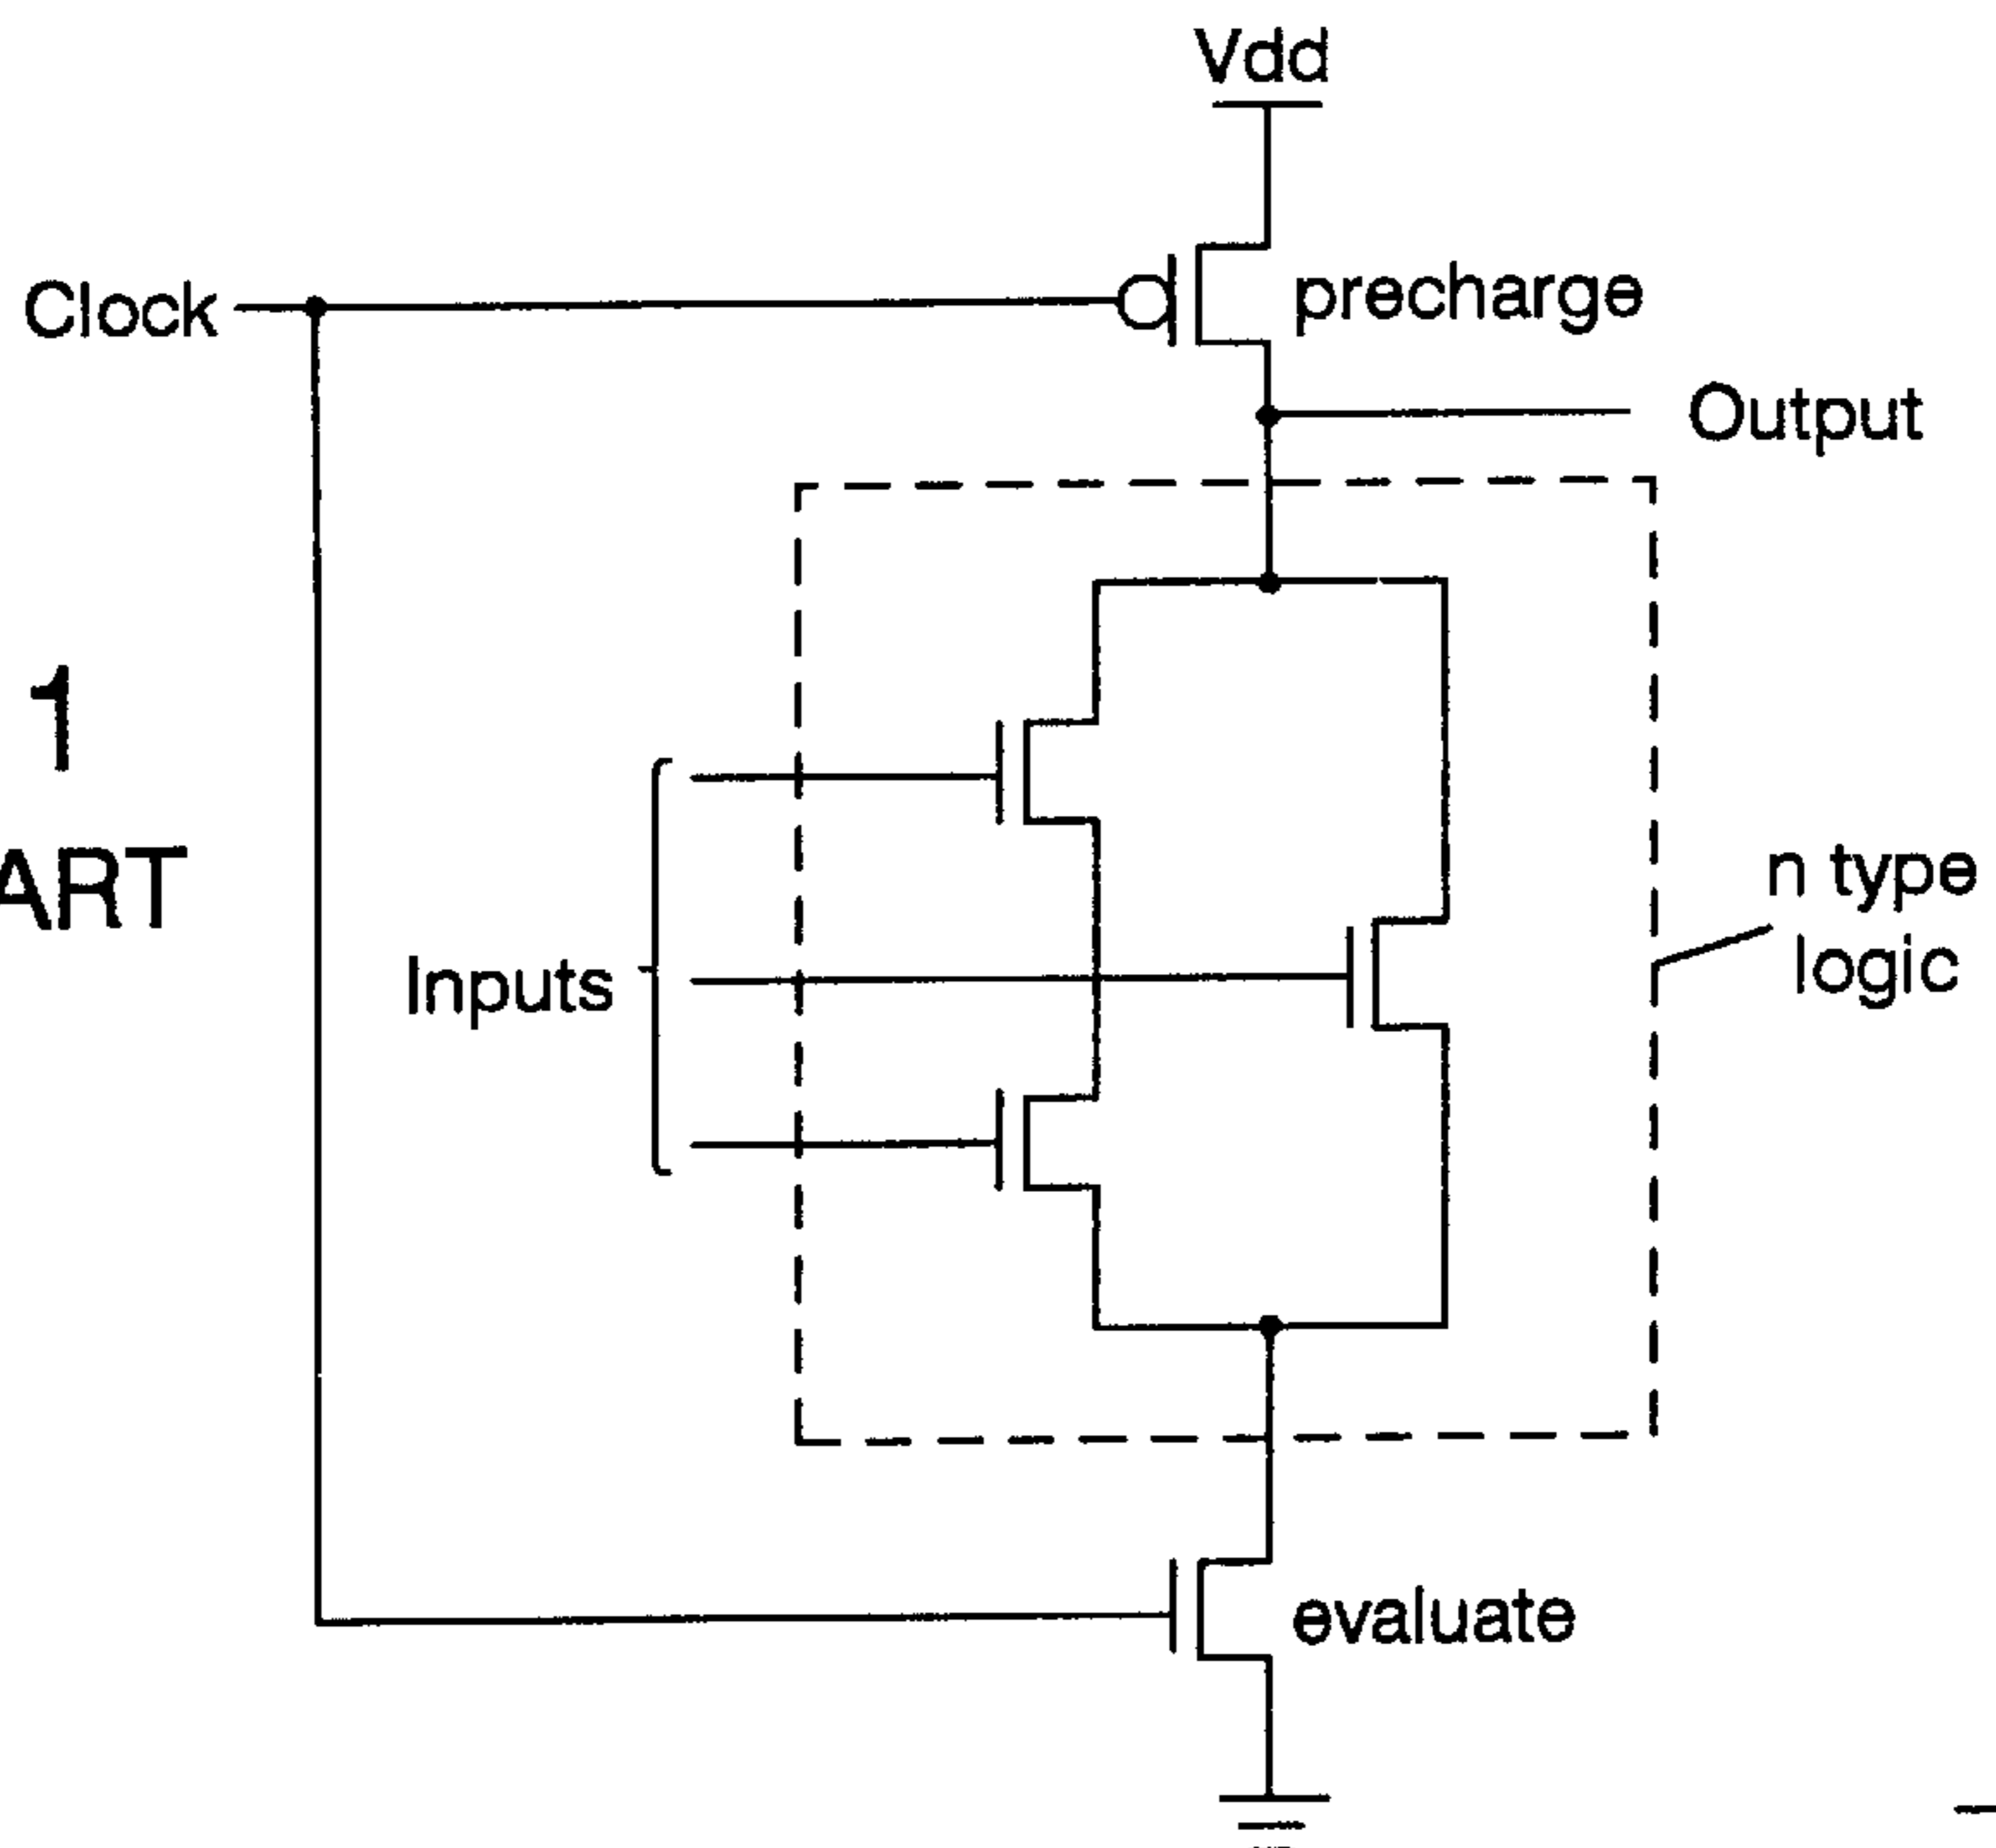 Vdd
Clock
precharge
Output
1
ART
n type
logic
Inputs
evaluate